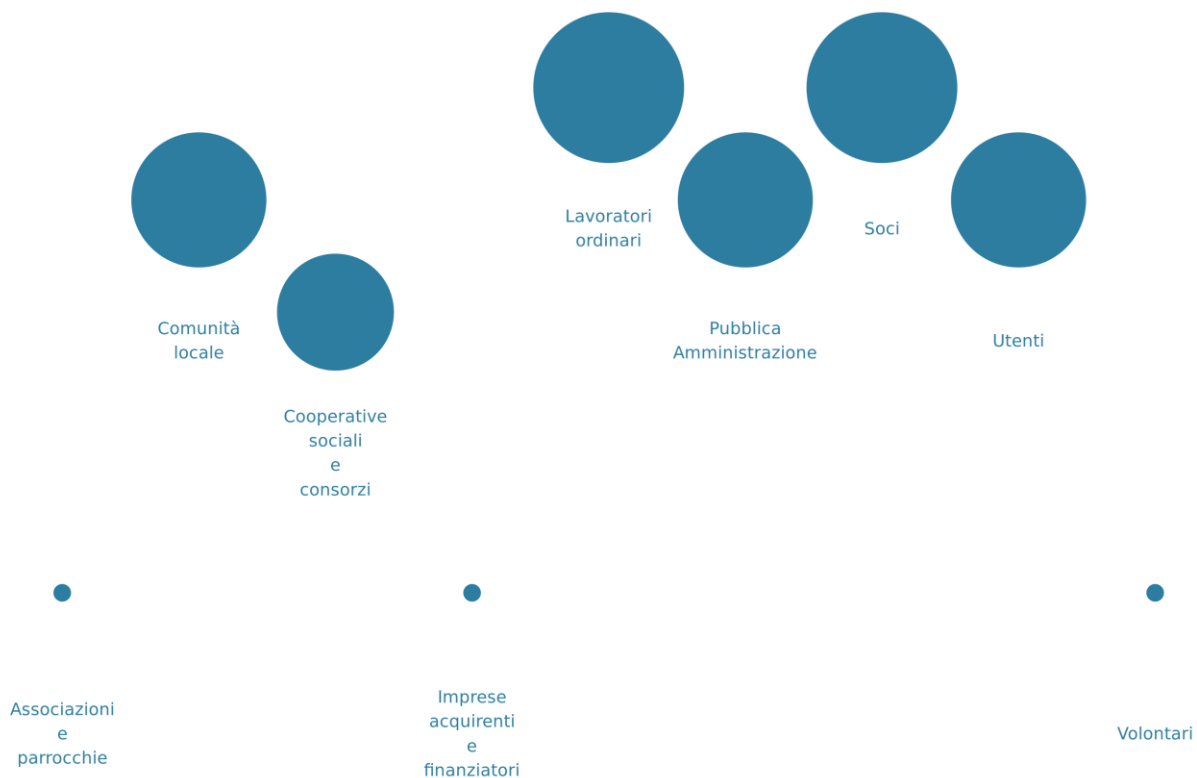 Lavoratori
ordinari
Soci
Comunità
locale
Pubblica
Amministrazione
Utenti
Cooperative
sociali
e
consorzi
Associazioni
e
parrocchie
Imprese
acquirenti
e
finanziatori
Volontari